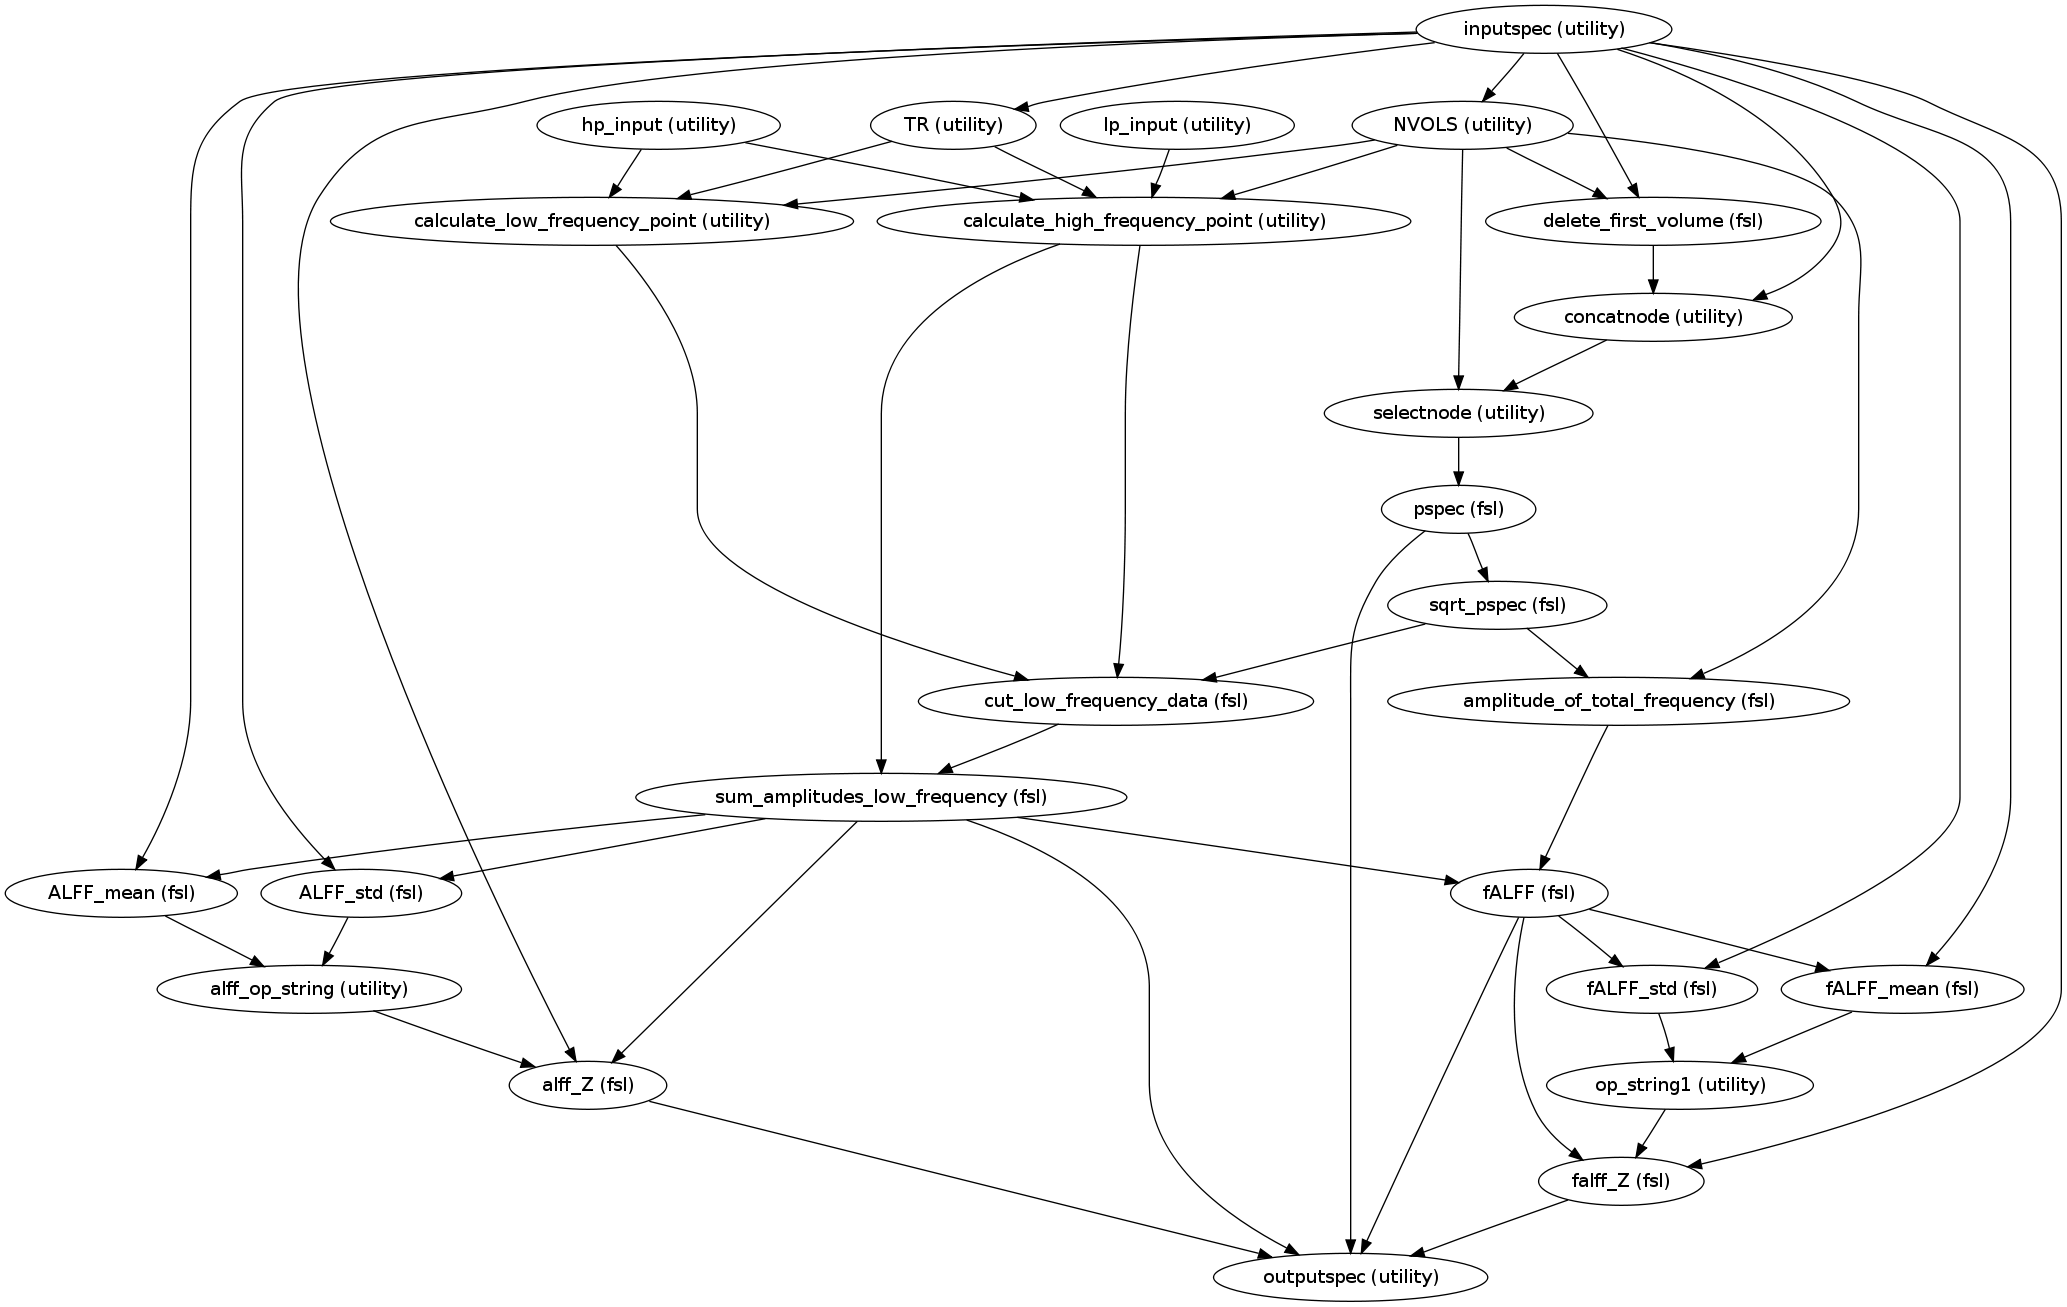 inputspec (utility)
hp_input (utility)
TR (utility)
lp_input (utility)
NVOLS (utility)
calculate_low_frequency_point (utility)
calculate_high_frequency_point (utility)
delete_first_volume (fsl)
concatnode (utility)
selectnode (utility)
pspec (fsl)
sqrt_pspec (fsl)
cut_low_frequency_data (fsl)
amplitude_of_total_frequency (fsl)
sum_amplitudes_low_frequency (fsl)
ALFF_mean (fsl)
ALFF_std (fsl)
fALFF (fsl)
alff_op_string (utility)
fALFF_std (fsl)
fALFF_mean (fsl)
alff_Z (fsl)
op_string1 (utility)
falff_Z (fsl)
outputspec (utility)